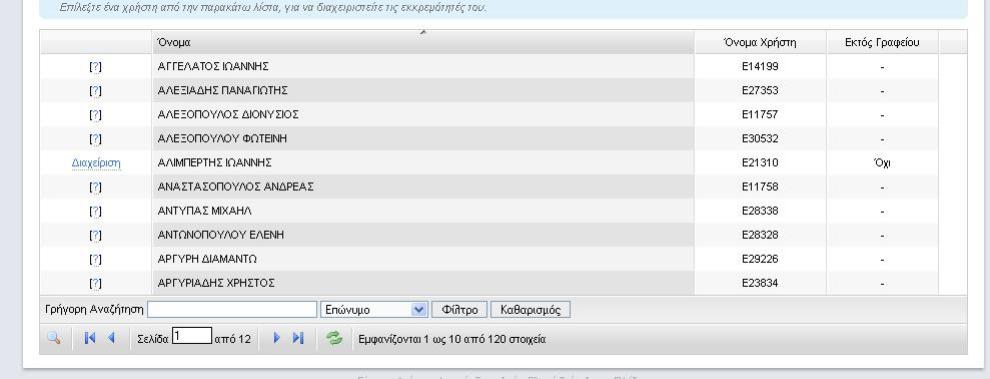 Επιλέξτε ένα χρήστη από την παρακάτω λίστα, για να διαχειριστείτε τις εκκρεμότητές του.
Όνομα Όνομα Χρήστη Εκτός Γραφείου
[?] ΑΓΓΕΛΑΤΟΣ ΙΩΑΝΝΗΣ E14199 -
[?] ΑΛΕΞΙΑΔΗΣ ΠΑΝΑΓΙΩΤΗΣ E27353 -
[?] ΑΛΕΞΟΠΟΥΛΟΣ ΔΙΟΝΥΣΙΟΣ E11757 -
[?] ΑΛΕΞΟΠΟΥΛΟΥ ΦΩΤΕΙΝΗ E30532 -
Διαχείριση ΑΛΙΜΠΕΡΤΗΣ ΙΩΑΝΝΗΣ E21310 Όχι
[?] ΑΝΑΣΤΑΣΟΠΟΥΛΟΣ ΑΝΔΡΕΑΣ E11758 -
[?] ΑΝΤΥΠΑΣ ΜΙΧΑΗΛ E28338 -
[?] ΑΝΤΩΝΟΠΟΥΛΟΥ ΕΛΕΝΗ E28328 -
[?] ΑΡΓΥΡΗ ΔΙΑΜΑΝΤΩ E29226 -
[?] ΑΡΓΥΡΙΑΔΗΣ ΧΡΗΣΤΟΣ E23834 -
Γρήγορη Αναζήτηση Επώνυμο Φίλτρο Καθαρισμός
Σελίδα 1 από 12 Εμφανίζονται 1 ως 10 από 120 στοιχεία